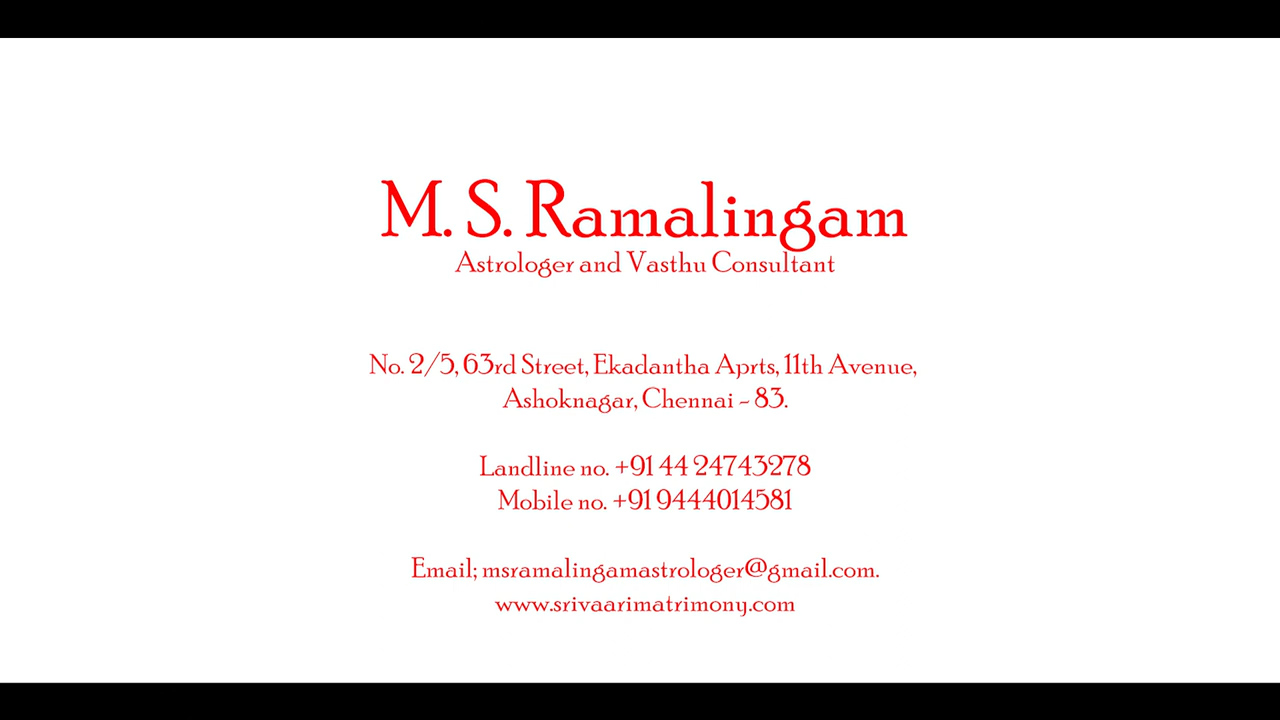 M. S. Ramalingam
Astrologer and Vasthu Consultant
No. 2/5, 63rd Street, Ekadantha Aprts, 11th Avenue,
Ashoknagar, Chennai - 83.
Landline no. +91 44 24743278
Mobile no. +91 9444014581
Email; msramalingamastrologer@gmail.com.
www.srivaarimatrimony.com